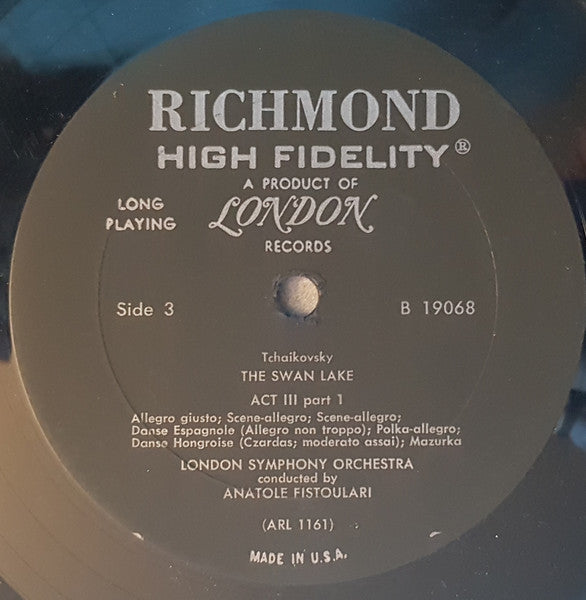 RICHMOND
HIGH FIDELITY®
A PRODUCT OF
LONG PLAYING
LONDON
RECORDS
Side 3
B 19068
Tchaikovsky
THE SWAN LAKE
ACT III part 1
Allegro giusto; Scene-allegro; Scene-allegro;
Danse Espagnole (Allegro non troppo); Polka-allegro;
Danse Hongroise (Czardas; moderato assai); Mazurka
LONDON SYMPHONY ORCHESTRA
conducted by
ANATOLE FISTOULARI
(ARL 1161)
MADE IN U.S.A.